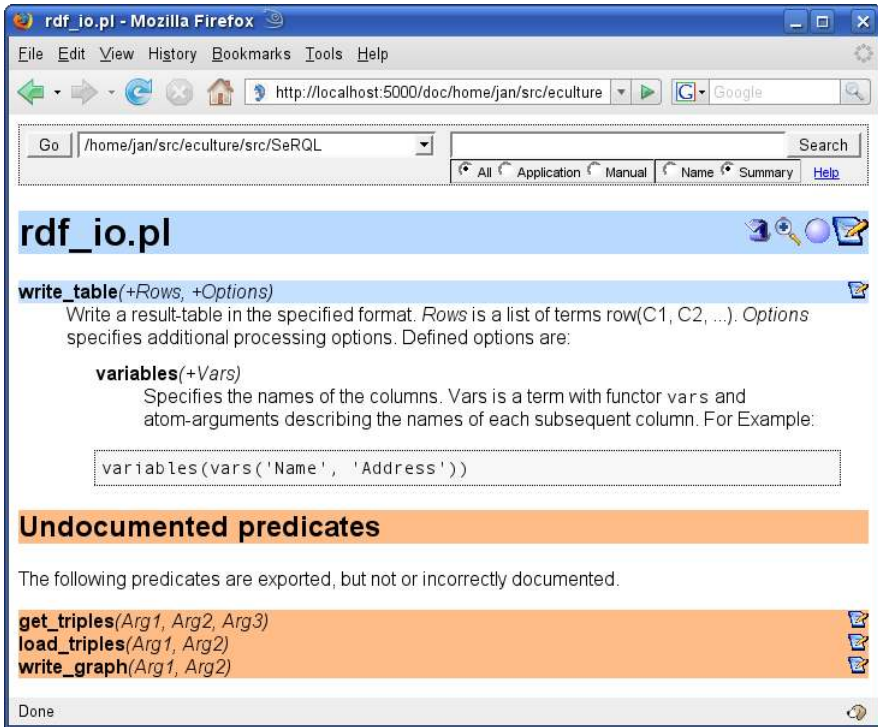 rdf_io.pl - Mozilla Firefox
File Edit View History Bookmarks Tools Help
http://localhost:5000/doc/home/jan/src/eculture
G Google
Go /home/jan/src/eculture/src/SeRQL Search
All Application Manual Name Summary Help
rdf_io.pl
write_table(+Rows, +Options)
Write a result-table in the specified format. Rows is a list of terms row(C1, C2, ...). Options
specifies additional processing options. Defined options are:
variables(+Vars)
Specifies the names of the columns. Vars is a term with functor vars and
atom-arguments describing the names of each subsequent column. For Example:
variables(vars('Name', 'Address'))
Undocumented predicates
The following predicates are exported, but not or incorrectly documented.
get_triples(Arg1, Arg2, Arg3)
load_triples(Arg1, Arg2)
write_graph(Arg1, Arg2)
Done